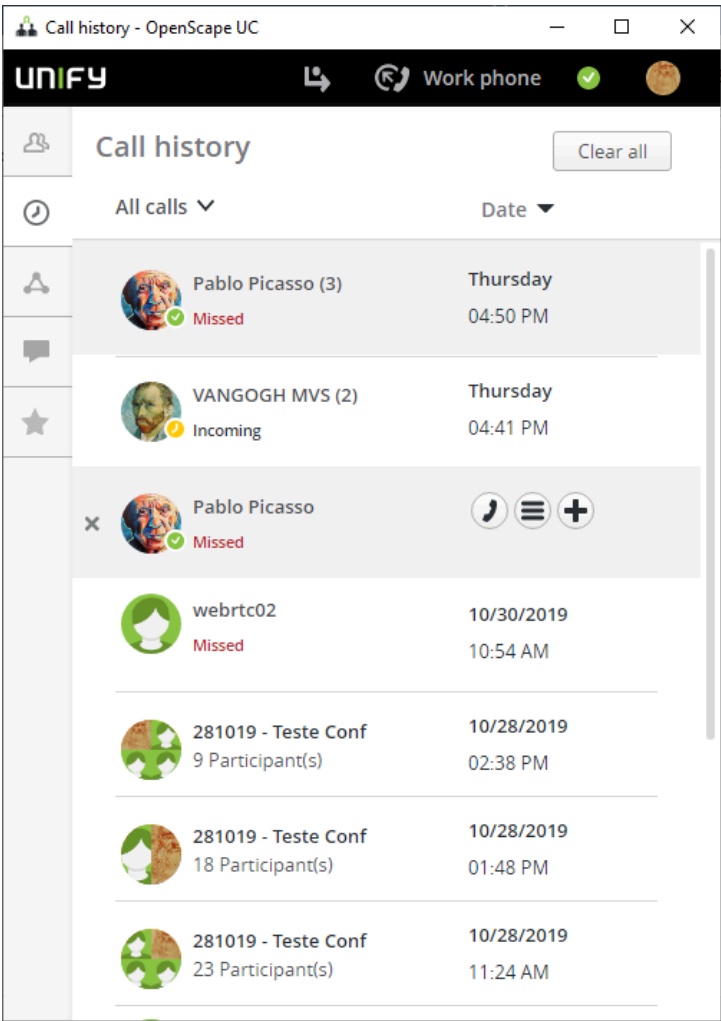 Call history - OpenScape UC
UNIFY
Work phone
Call history
Clear all
All calls
Date
Pablo Picasso (3)
Thursday
Missed
04:50 PM
VANGOGH MVS (2)
Thursday
Incoming
04:41 PM
Pablo Picasso
Missed
webrtc02
10/30/2019
Missed
10:54 AM
281019 - Teste Conf
10/28/2019
9 Participant(s)
02:38 PM
281019 - Teste Conf
10/28/2019
18 Participant(s)
01:48 PM
281019 - Teste Conf
10/28/2019
23 Participant(s)
11:24 AM